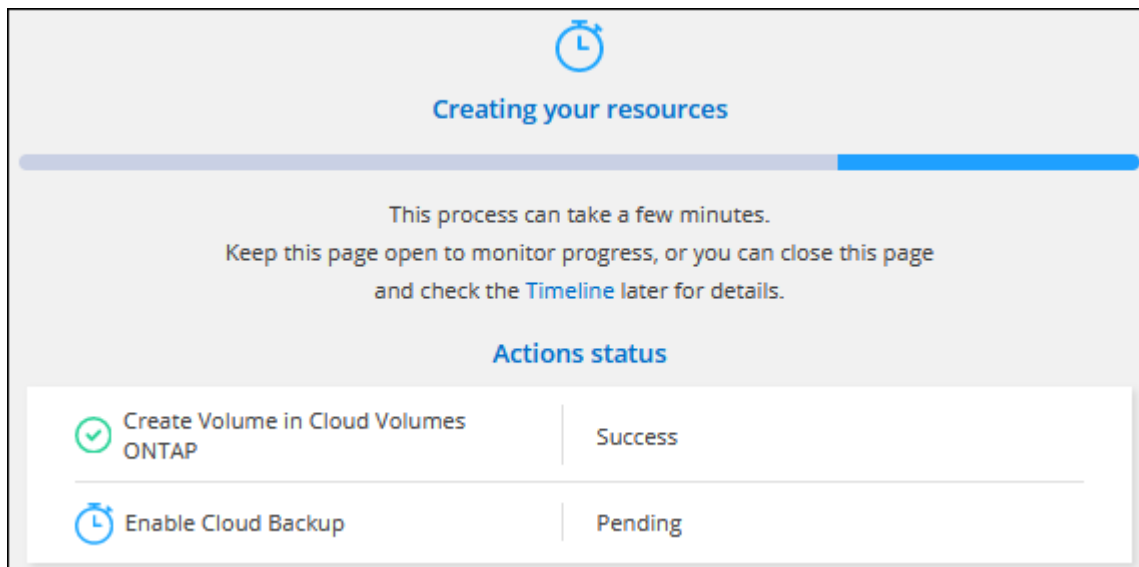 Creating your resources
This process can take a few minutes.
Keep this page open to monitor progress, or you can close this page
and check the Timeline later for details.
Actions status
Create Volume in Cloud Volumes
ONTAP
Success
Enable Cloud Backup
Pending